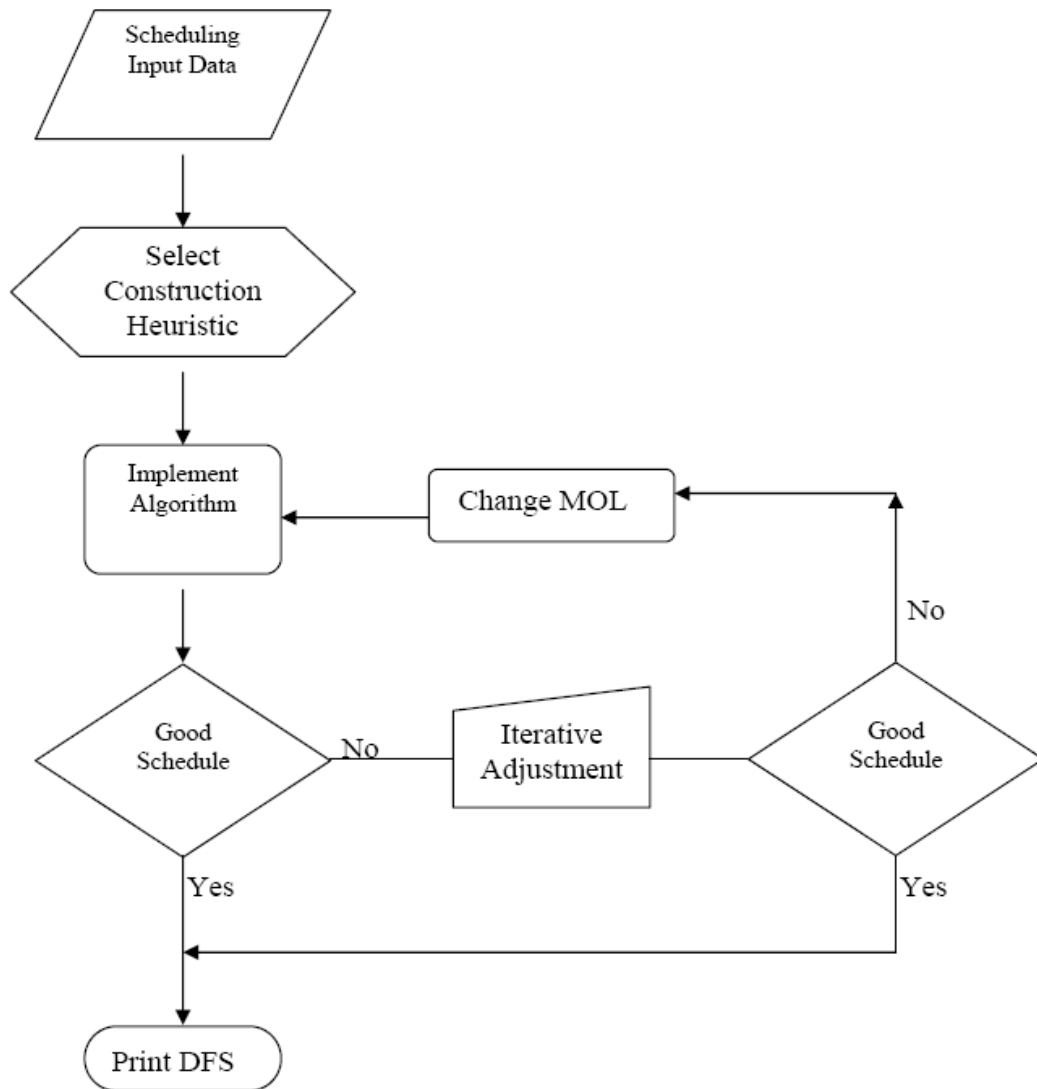 Scheduling
Input Data
Select
Construction
Heuristic
Implement
Algorithm
Change MOL
No
Good
Schedule
No
Iterative
Adjustment
Good
Schedule
Yes
Yes
Print DFS